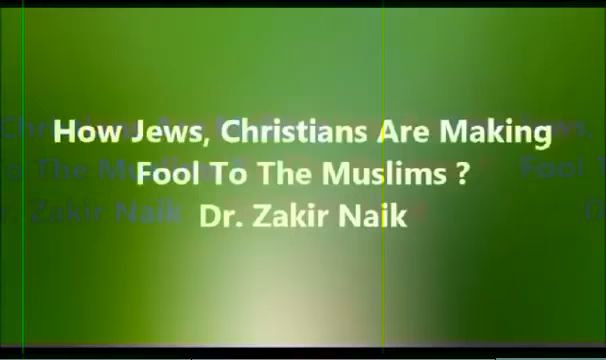 How Jews, Christians Are Making
Fool To The Muslims ?
Dr. Zakir Naik